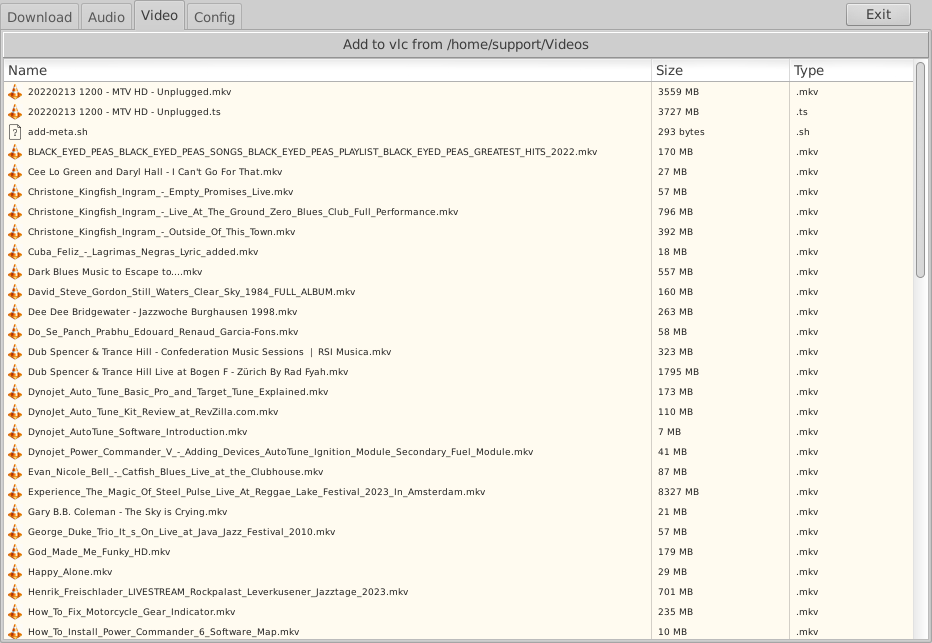 Download Audio Video Config Exit
Add to vlc from /home/support/Videos
Name Size Type
20220213 1200 - MTV HD - Unplugged.mkv 3559 MB .mkv
20220213 1200 - MTV HD - Unplugged.ts 3727 MB .ts
? add-meta.sh 293 bytes .sh
BLACK_EYED_PEAS_BLACK_EYED_PEAS_SONGS_BLACK_EYED_PEAS_PLAYLIST_BLACK_EYED_PEAS_GREATEST_HITS_2022.mkv 170 MB .mkv
Cee Lo Green and Daryl Hall - I Can't Go For That.mkv 27 MB .mkv
Christone_Kingfish_Ingram_-_Empty_Promises_Live.mkv 57 MB .mkv
Christone_Kingfish_Ingram_-_Live_At_The_Ground_Zero_Blues_Club_Full_Performance.mkv 796 MB .mkv
Christone_Kingfish_Ingram_-_Outside_Of_This_Town.mkv 392 MB .mkv
Cuba_Feliz_-_Lagrimas_Negras_Lyric_added.mkv 18 MB .mkv
Dark Blues Music to Escape to....mkv 557 MB .mkv
David_Steve_Gordon_Still_Waters_Clear_Sky_1984_FULL_ALBUM.mkv 160 MB .mkv
Dee Dee Bridgewater - Jazzwoche Burghausen 1998.mkv 263 MB .mkv
Do_Se_Panch_Prabhu_Edouard_Renaud_Garcia-Fons.mkv 58 MB .mkv
Dub Spencer & Trance Hill - Confederation Music Sessions | RSI Musica.mkv 323 MB .mkv
Dub Spencer & Trance Hill Live at Bogen F - Zürich By Rad Fyah.mkv 1795 MB .mkv
Dynojet_Auto_Tune_Basic_Pro_and_Target_Tune_Explained.mkv 173 MB .mkv
DynoJet_Auto_Tune_Kit_Review_at_RevZilla.com.mkv 110 MB .mkv
Dynojet_AutoTune_Software_Introduction.mkv 7 MB .mkv
Dynojet_Power_Commander_V_-_Adding_Devices_AutoTune_Ignition_Module_Secondary_Fuel_Module.mkv 41 MB .mkv
Evan_Nicole_Bell_-_Catfish_Blues_Live_at_the_Clubhouse.mkv 87 MB .mkv
Experience_The_Magic_Of_Steel_Pulse_Live_At_Reggae_Lake_Festival_2023_In_Amsterdam.mkv 8327 MB .mkv
Gary B.B. Coleman - The Sky is Crying.mkv 21 MB .mkv
George_Duke_Trio_It_s_On_Live_at_Java_Jazz_Festival_2010.mkv 57 MB .mkv
God_Made_Me_Funky_HD.mkv 179 MB .mkv
Happy_Alone.mkv 29 MB .mkv
Henrik_Freischlader_LIVESTREAM_Rockpalast_Leverkusener_Jazztage_2023.mkv 701 MB .mkv
How_To_Fix_Motorcycle_Gear_Indicator.mkv 235 MB .mkv
How_To_Install_Power_Commander_6_Software_Map.mkv 10 MB .mkv